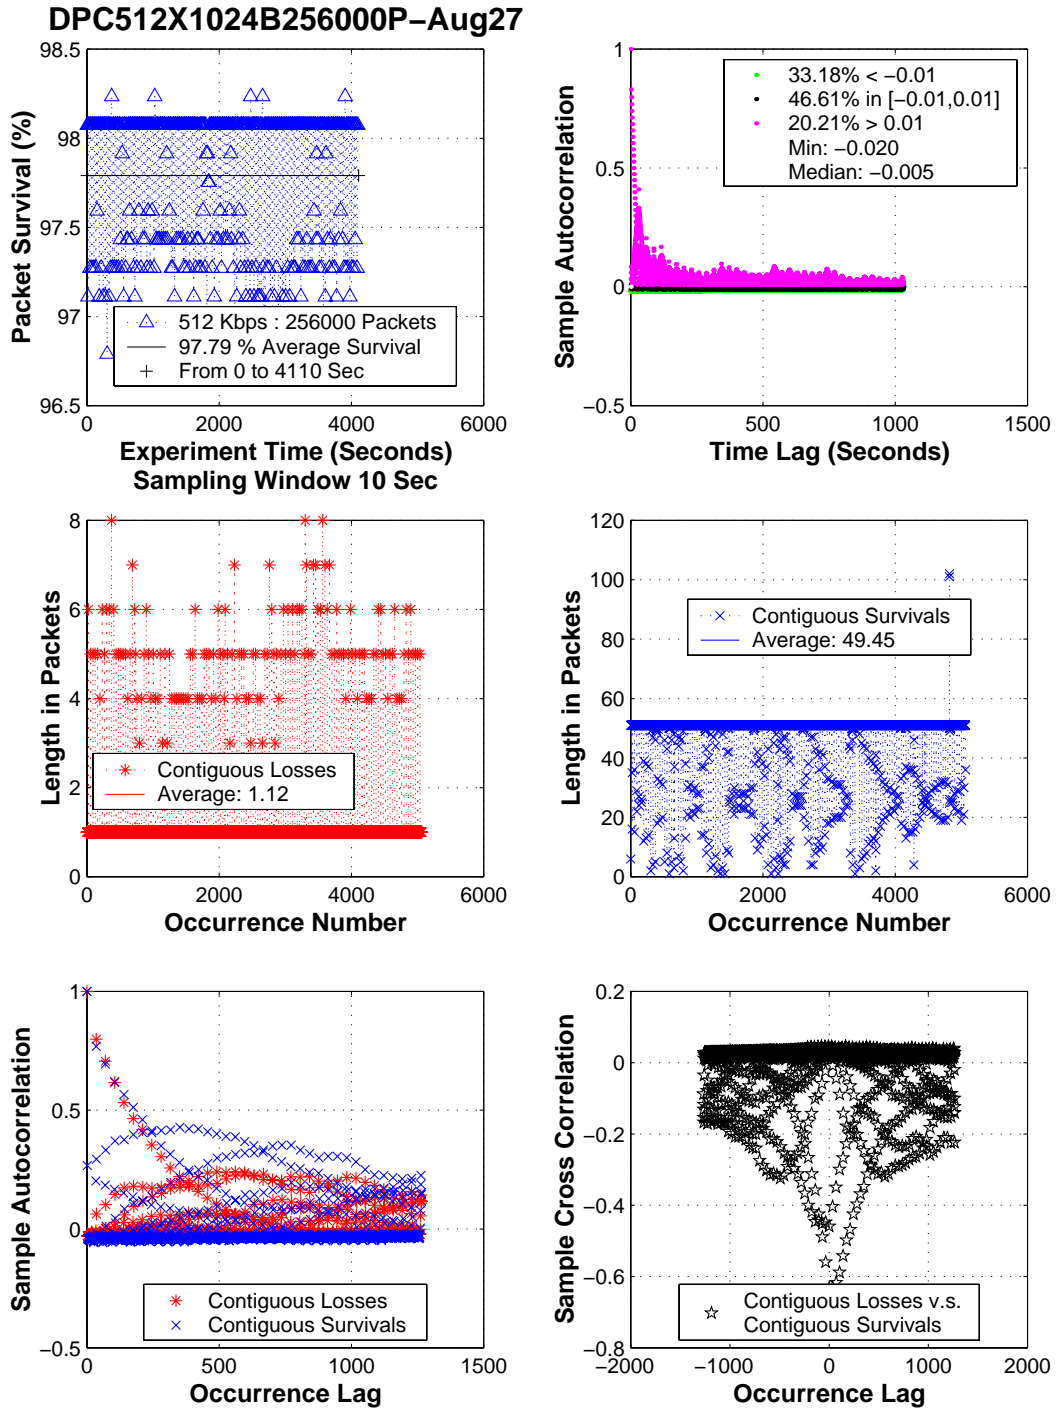 DPC512X1024B256000P−Aug27
98.5
98
97.5
97
96.5
Packet Survival (%)
512 Kbps : 256000 Packets
97.79 % Average Survival
From 0 to 4110 Sec
0
2000
4000
6000
Experiment Time (Seconds)
Sampling Window 10 Sec
1
0.5
0
−0.5
Sample Autocorrelation
33.18% < −0.01
46.61% in [−0.01,0.01]
20.21% > 0.01
Min: −0.020
Median: −0.005
0
500
1000
1500
Time Lag (Seconds)
8
6
4
2
0
Length in Packets
Contiguous Losses
Average: 1.12
0
2000
4000
6000
Occurrence Number
120
100
80
60
40
20
0
Length in Packets
Contiguous Survivals
Average: 49.45
0
2000
4000
6000
Occurrence Number
1
0.5
0
−0.5
Sample Autocorrelation
Contiguous Losses
Contiguous Survivals
0
500
1000
1500
Occurrence Lag
0.2
0
−0.2
−0.4
−0.6
−0.8
Sample Cross Correlation
Contiguous Losses v.s.
Contiguous Survivals
−2000
−1000
0
1000
2000
Occurrence Lag